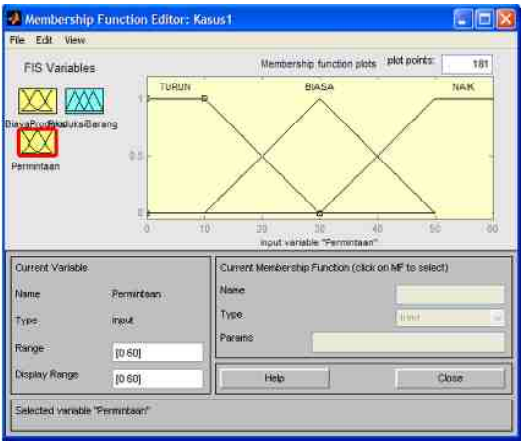 Membership Function Editor: Kasus1
File Edit View
FIS Variables
Membership function plots
plot points:
181
TURUN
BIASA
NAIK
1
0.5
0
0 10 20 30 40 50 60
input variable "Permintaan"
Permintaan
Current Variable
Name
Permintaan
Type
input
Range
[0 60]
Display Range
[0 60]
Current Membership Function (click on MF to select)
Name
Type
Params
Help
Close
Selected variable "Permintaan"